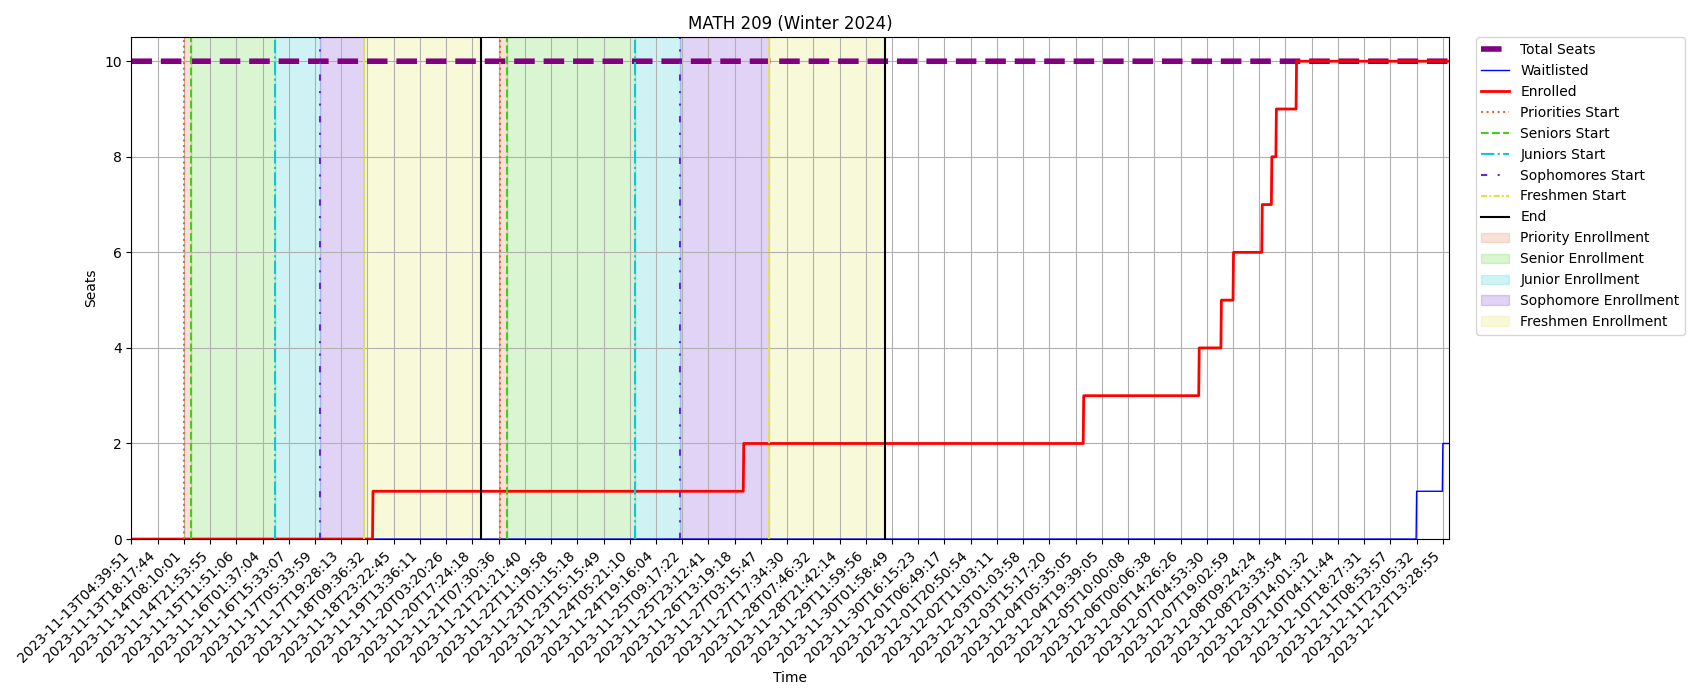 MATH 209 (Winter 2024)
Total Seats
Waitlisted
Enrolled
Priorities Start
Seniors Start
Juniors Start
Sophomores Start
Freshmen Start
End
Priority Enrollment
Senior Enrollment
Junior Enrollment
Sophomore Enrollment
Freshmen Enrollment
Seats
10
8
6
4
2
0
2023-11-13T04:39:51
2023-11-13T18:17:44
2023-11-14T08:10:01
2023-11-14T21:53:55
2023-11-15T11:51:06
2023-11-16T01:37:04
2023-11-16T15:33:07
2023-11-17T05:33:59
2023-11-17T19:28:13
2023-11-18T09:36:32
2023-11-18T23:22:45
2023-11-19T13:36:11
2023-11-20T03:20:26
2023-11-20T17:24:18
2023-11-21T07:30:36
2023-11-21T21:21:40
2023-11-22T11:19:58
2023-11-23T01:15:18
2023-11-23T15:15:49
2023-11-24T05:21:10
2023-11-24T19:16:04
2023-11-25T09:17:22
2023-11-25T23:12:41
2023-11-26T13:19:18
2023-11-27T03:15:47
2023-11-27T17:34:30
2023-11-28T07:46:32
2023-11-28T21:42:14
2023-11-29T11:59:56
2023-11-30T01:58:49
2023-11-30T16:15:23
2023-12-01T06:49:17
2023-12-01T20:50:54
2023-12-02T11:03:11
2023-12-03T01:03:58
2023-12-03T15:17:20
2023-12-04T05:35:05
2023-12-04T19:39:05
2023-12-05T10:00:08
2023-12-06T00:06:38
2023-12-06T14:26:26
2023-12-07T04:53:30
2023-12-07T19:02:59
2023-12-08T09:24:24
2023-12-08T23:33:54
2023-12-09T14:01:32
2023-12-10T04:11:44
2023-12-10T18:27:31
2023-12-11T08:53:57
2023-12-11T23:05:32
2023-12-12T13:28:55
Time